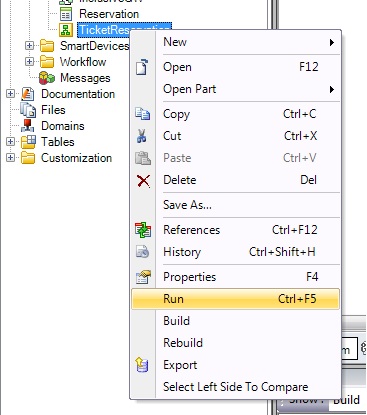 Reservation
TicketReservation
SmartDevices
Workflow
Messages
Documentation
Files
Domains
Tables
Customization
New
Open F12
Open Part
Copy Ctrl+C
Cut Ctrl+X
Paste Ctrl+V
Delete Del
Save As...
References Ctrl+F12
History Ctrl+Shift+H
Properties F4
Run Ctrl+F5
Build
Rebuild
Export
Select Left Side To Compare
Show: Build